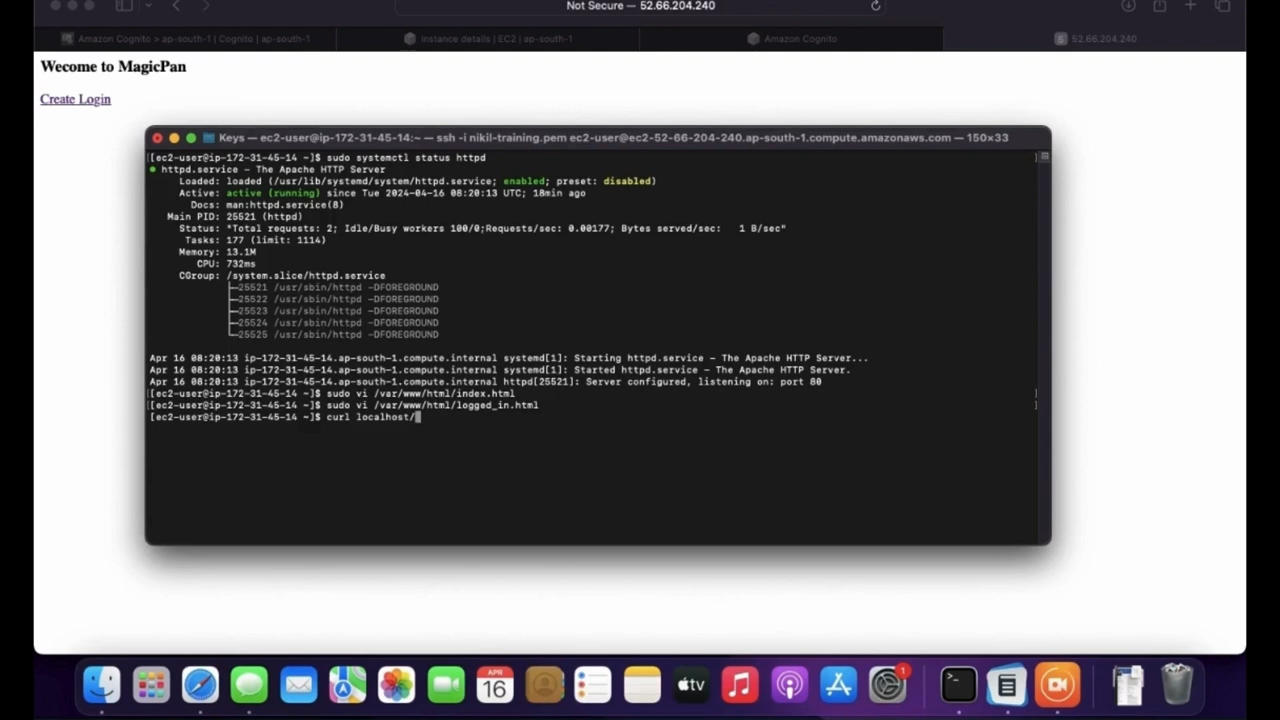 Not Secure — 52.66.204.240
Amazon Cognito > ap-south-1 | Cognito | ap-south-1
Instance details | EC2 | ap-south-1
Amazon Cognito
S
52.66.204.240
Wecome to MagicPan
Create Login
Keys — ec2-user@ip-172-31-45-14:~ — ssh -i nikil-training.pem ec2-user@ec2-52-66-204-240.ap-south-1.compute.amazonaws.com — 150×33
[[ec2-user@ip-172-31-45-14 ~]$ sudo systemctl status httpd ]
● httpd.service - The Apache HTTP Server
Loaded: loaded (/usr/lib/systemd/system/httpd.service; enabled; preset: disabled)
Active: active (running) since Tue 2024-04-16 08:20:13 UTC; 18min ago
Docs: man:httpd.service(8)
Main PID: 25521 (httpd)
Status: "Total requests: 2; Idle/Busy workers 100/0;Requests/sec: 0.00177; Bytes served/sec: 1 B/sec"
Tasks: 177 (limit: 1114)
Memory: 13.1M
CPU: 732ms
CGroup: /system.slice/httpd.service
├─25521 /usr/sbin/httpd -DFOREGROUND
├─25522 /usr/sbin/httpd -DFOREGROUND
├─25523 /usr/sbin/httpd -DFOREGROUND
├─25524 /usr/sbin/httpd -DFOREGROUND
└─25525 /usr/sbin/httpd -DFOREGROUND
Apr 16 08:20:13 ip-172-31-45-14.ap-south-1.compute.internal systemd[1]: Starting httpd.service - The Apache HTTP Server...
Apr 16 08:20:13 ip-172-31-45-14.ap-south-1.compute.internal systemd[1]: Started httpd.service - The Apache HTTP Server.
Apr 16 08:20:13 ip-172-31-45-14.ap-south-1.compute.internal httpd[25521]: Server configured, listening on: port 80
[[ec2-user@ip-172-31-45-14 ~]$ sudo vi /var/www/html/index.html ]
[[ec2-user@ip-172-31-45-14 ~]$ sudo vi /var/www/html/logged_in.html ]
[ec2-user@ip-172-31-45-14 ~]$ curl localhost/
APR
16
tv
1